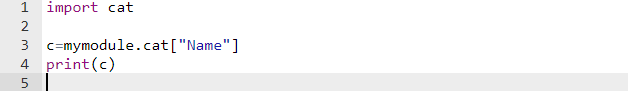 1 import cat
2
3 c=mymodule.cat["Name"]
4 print(c)
5